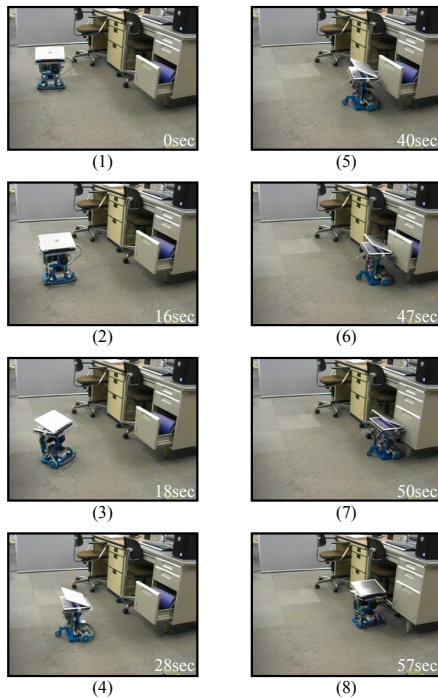 0sec
(1)
16sec
(2)
18sec
(3)
28sec
(4)
40sec
(5)
47sec
(6)
50sec
(7)
57sec
(8)